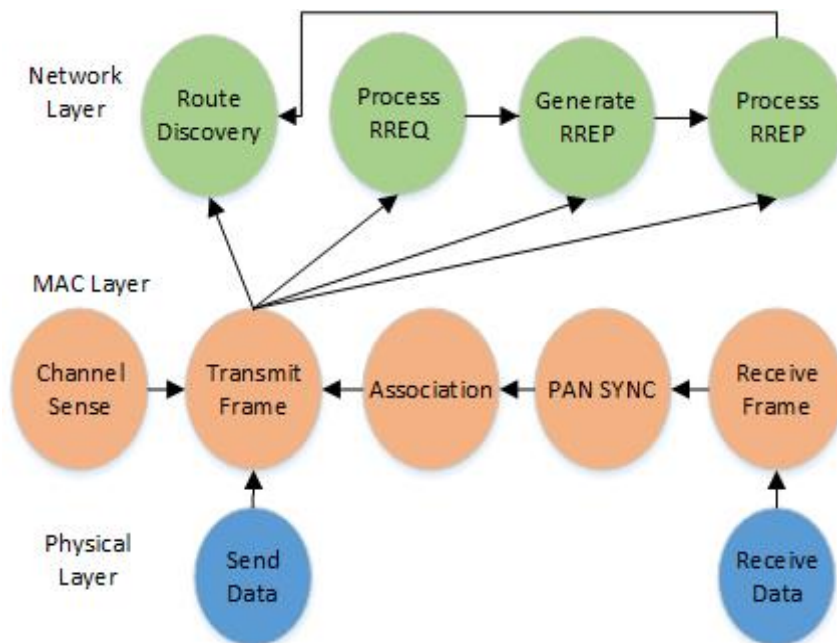 Network
Layer
Route
Discovery
Process
RREQ
Generate
RREP
Process
RREP
MAC Layer
Channel
Sense
Transmit
Frame
Association
PAN SYNC
Receive
Frame
Physical
Layer
Send
Data
Receive
Data